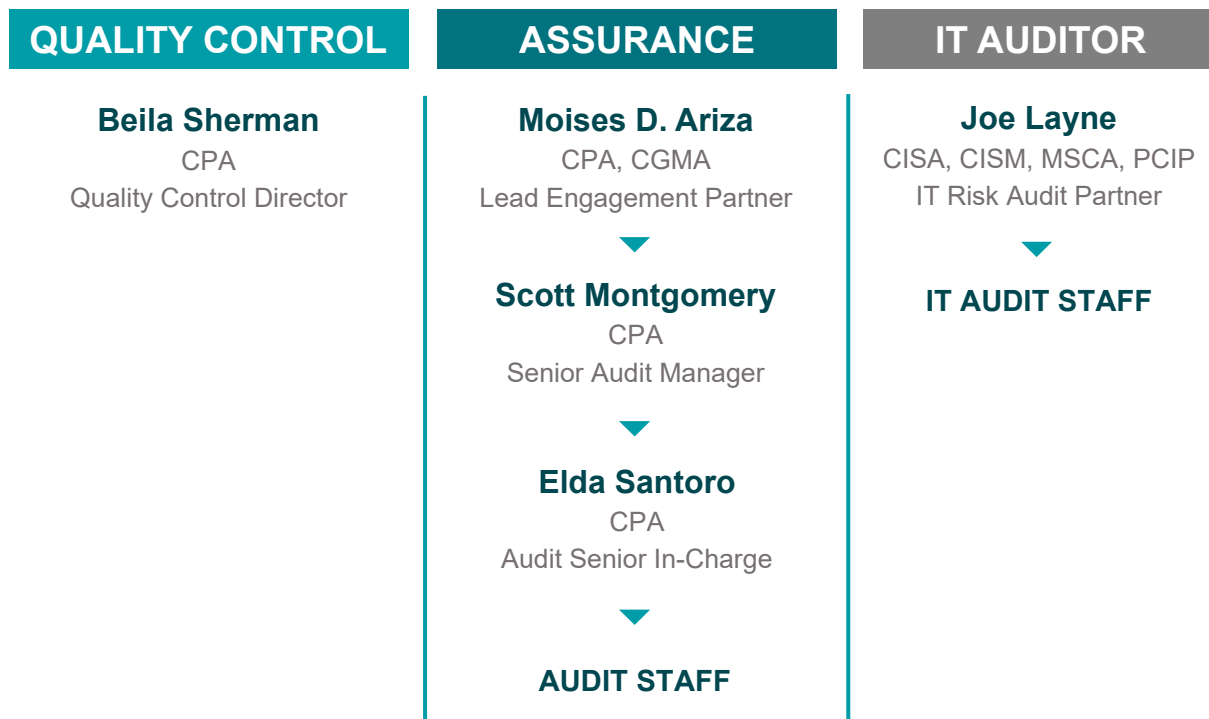 QUALITY CONTROL
Beila Sherman
CPA
Quality Control Director
ASSURANCE
Moises D. Ariza
CPA, CGMA
Lead Engagement Partner
Scott Montgomery
CPA
Senior Audit Manager
Elda Santoro
CPA
Audit Senior In-Charge
AUDIT STAFF
IT AUDITOR
Joe Layne
CISA, CISM, MSCA, PCIP
IT Risk Audit Partner
IT AUDIT STAFF